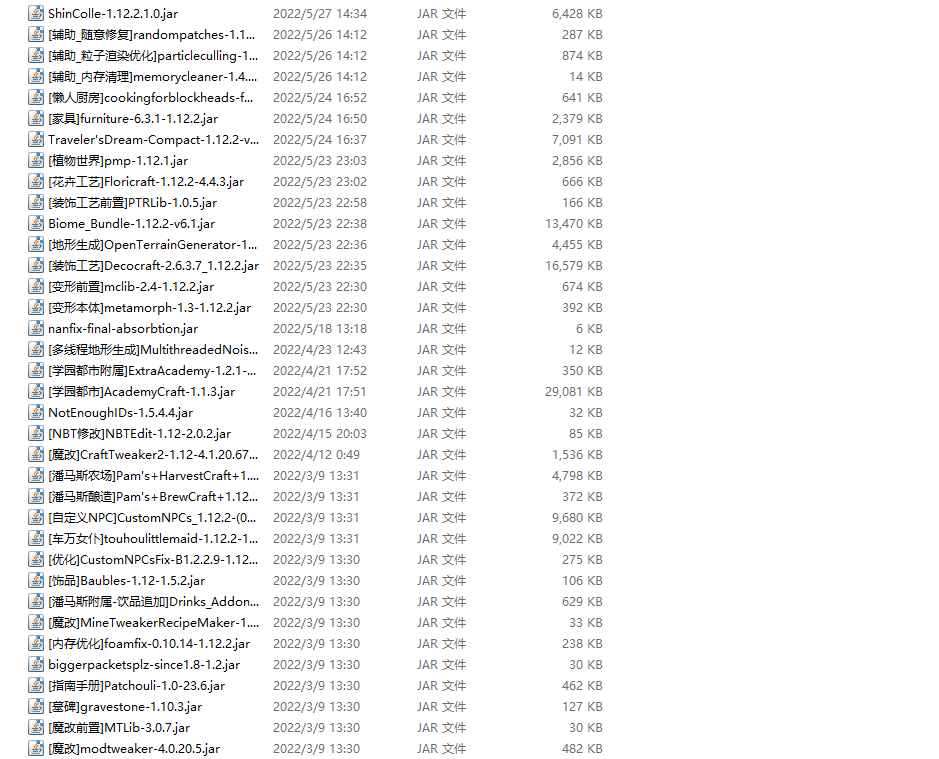 ShinColle-1.12.2.1.0.jar 2022/5/27 14:34 JAR 文件 6,428 KB
[辅助_随意修复]randompatches-1.1... 2022/5/26 14:12 JAR 文件 287 KB
[辅助_粒子渲染优化]particleculling-1... 2022/5/26 14:12 JAR 文件 874 KB
[辅助_内存清理]memorycleaner-1.4.... 2022/5/26 14:12 JAR 文件 14 KB
[懒人厨房]cookingforblockheads-f... 2022/5/24 16:52 JAR 文件 641 KB
[家具]furniture-6.3.1-1.12.2.jar 2022/5/24 16:50 JAR 文件 2,379 KB
Traveler'sDream-Compact-1.12.2-v... 2022/5/24 16:37 JAR 文件 7,091 KB
[植物世界]pmp-1.12.1.jar 2022/5/23 23:03 JAR 文件 2,856 KB
[花卉工艺]Floricraft-1.12.2-4.4.3.jar 2022/5/23 23:02 JAR 文件 666 KB
[装饰工艺前置]PTRLib-1.0.5.jar 2022/5/23 22:58 JAR 文件 166 KB
Biome_Bundle-1.12.2-v6.1.jar 2022/5/23 22:38 JAR 文件 13,470 KB
[地形生成]OpenTerrainGenerator-1... 2022/5/23 22:36 JAR 文件 4,455 KB
[装饰工艺]Decocraft-2.6.3.7_1.12.2.jar 2022/5/23 22:35 JAR 文件 16,579 KB
[变形前置]mclib-2.4-1.12.2.jar 2022/5/23 22:30 JAR 文件 674 KB
[变形本体]metamorph-1.3-1.12.2.jar 2022/5/23 22:30 JAR 文件 392 KB
nanfix-final-absorbtion.jar 2022/5/18 13:18 JAR 文件 6 KB
[多线程地形生成]MultithreadedNois... 2022/4/23 12:43 JAR 文件 12 KB
[学园都市附属]ExtraAcademy-1.2.1-... 2022/4/21 17:52 JAR 文件 350 KB
[学园都市]AcademyCraft-1.1.3.jar 2022/4/21 17:51 JAR 文件 29,081 KB
NotEnoughIDs-1.5.4.4.jar 2022/4/16 13:40 JAR 文件 32 KB
[NBT修改]NBTEdit-1.12-2.0.2.jar 2022/4/15 20:03 JAR 文件 85 KB
[魔改]CraftTweaker2-1.12-4.1.20.67... 2022/4/12 0:49 JAR 文件 1,536 KB
[潘马斯农场]Pam's+HarvestCraft+1.... 2022/3/9 13:31 JAR 文件 4,798 KB
[潘马斯酿造]Pam's+BrewCraft+1.12... 2022/3/9 13:31 JAR 文件 372 KB
[自定义NPC]CustomNPCs_1.12.2-(0... 2022/3/9 13:31 JAR 文件 9,680 KB
[车万女仆]touhoulittlemaid-1.12.2-1... 2022/3/9 13:31 JAR 文件 9,022 KB
[优化]CustomNPCsFix-B1.2.2.9-1.12... 2022/3/9 13:30 JAR 文件 275 KB
[饰品]Baubles-1.12-1.5.2.jar 2022/3/9 13:30 JAR 文件 106 KB
[潘马斯附属-饮品追加]Drinks_Addon... 2022/3/9 13:30 JAR 文件 629 KB
[魔改]MineTweakerRecipeMaker-1.... 2022/3/9 13:30 JAR 文件 33 KB
[内存优化]foamfix-0.10.14-1.12.2.jar 2022/3/9 13:30 JAR 文件 238 KB
biggerpacketsplz-since1.8-1.2.jar 2022/3/9 13:30 JAR 文件 30 KB
[指南手册]Patchouli-1.0-23.6.jar 2022/3/9 13:30 JAR 文件 462 KB
[墓碑]gravestone-1.10.3.jar 2022/3/9 13:30 JAR 文件 127 KB
[魔改前置]MTLib-3.0.7.jar 2022/3/9 13:30 JAR 文件 30 KB
[魔改]modtweaker-4.0.20.5.jar 2022/3/9 13:30 JAR 文件 482 KB